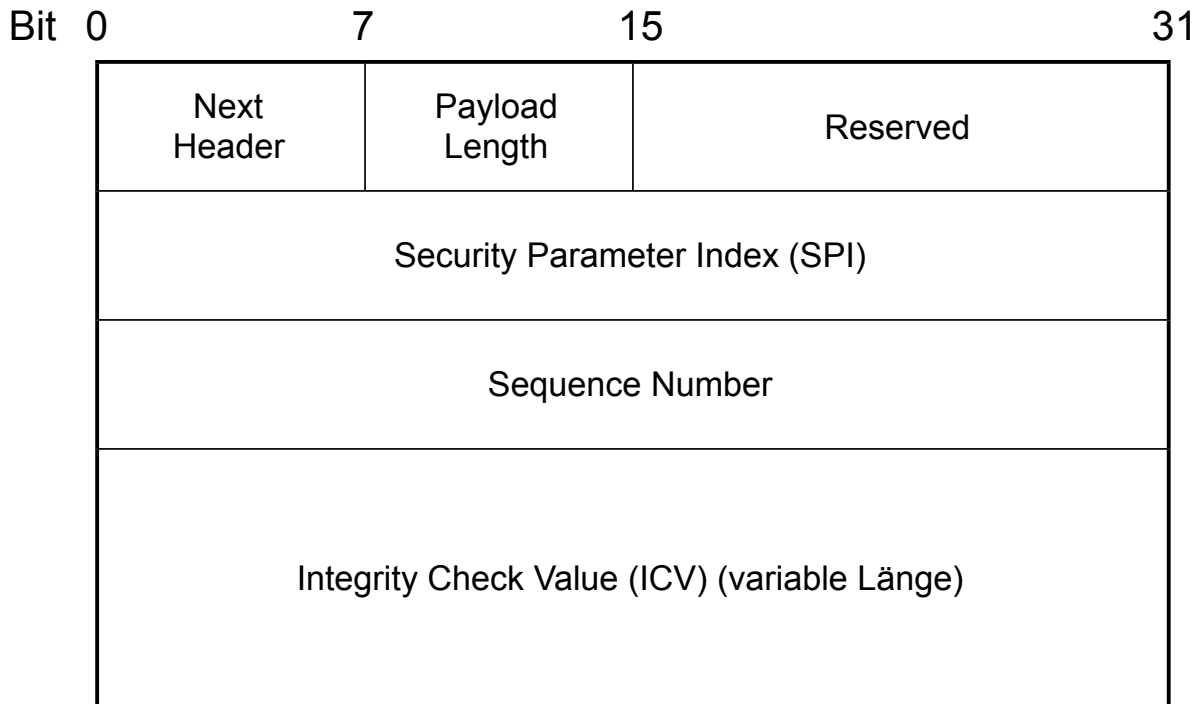 Bit 0 7 15 31
Next Header
Payload Length
Reserved
Security Parameter Index (SPI)
Sequence Number
Integrity Check Value (ICV) (variable Länge)